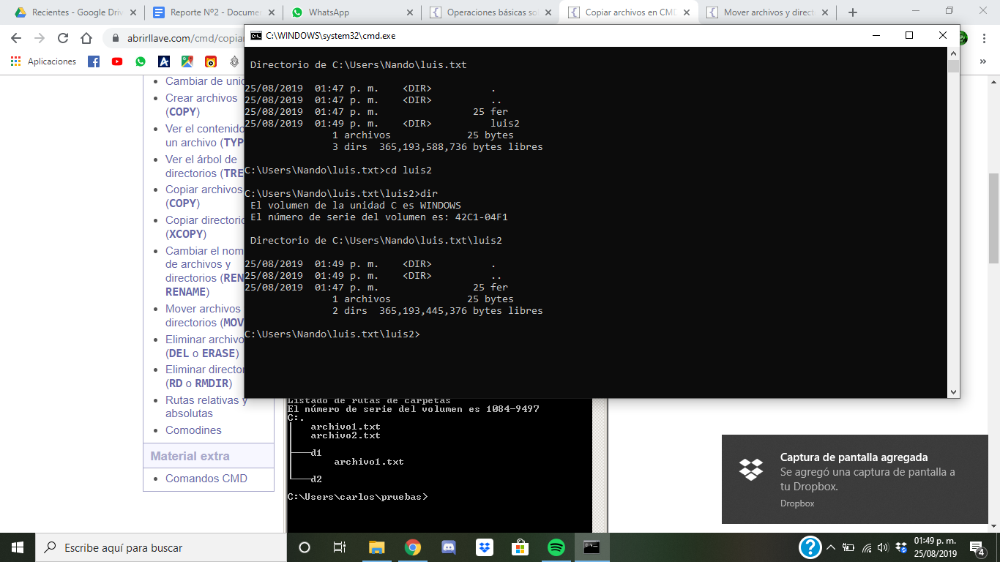 Recientes - Google Driv
Reporte Nº2 - Docume
WhatsApp
Operaciones básicas so
Copiar archivos en CMD
Mover archivos y direct
abrirllave.com/cmd/copia
C:\WINDOWS\system32\cmd.exe
Aplicaciones
»
Directorio de C:\Users\Nando\luis.txt
25/08/2019 01:47 p. m. <DIR> .
25/08/2019 01:47 p. m. <DIR> ..
25/08/2019 01:47 p. m. 25 fer
25/08/2019 01:49 p. m. <DIR> luis2
1 archivos 25 bytes
3 dirs 365,193,588,736 bytes libres
C:\Users\Nando\luis.txt>cd luis2
C:\Users\Nando\luis.txt\luis2>dir
El volumen de la unidad C es WINDOWS
El número de serie del volumen es: 42C1-04F1
Directorio de C:\Users\Nando\luis.txt\luis2
25/08/2019 01:49 p. m. <DIR> .
25/08/2019 01:49 p. m. <DIR> ..
25/08/2019 01:47 p. m. 25 fer
1 archivos 25 bytes
2 dirs 365,193,445,376 bytes libres
C:\Users\Nando\luis.txt\luis2>
Cambiar de unid
Crear archivos
(COPY)
Ver el contenido
un archivo (TYP
Ver el árbol de
directorios (TRE
Copiar archivos
(COPY)
Copiar directorio
(XCOPY)
Cambiar el nom
de archivos y
directorios (REN
RENAME)
Mover archivos
directorios (MOV
Eliminar archivo
(DEL o ERASE)
Eliminar director
(RD o RMDIR)
Rutas relativas y
absolutas
Comodines
Material extra
Comandos CMD
Listado de rutas de carpetas
El número de serie del volumen es 1084-9497
C:.
archivo1.txt
archivo2.txt
d1
archivo1.txt
d2
C:\Users\carlos\pruebas>
Captura de pantalla agregada
Se agregó una captura de pantalla a
tu Dropbox.
Dropbox
Escribe aquí para buscar
01:49 p. m.
25/08/2019
4